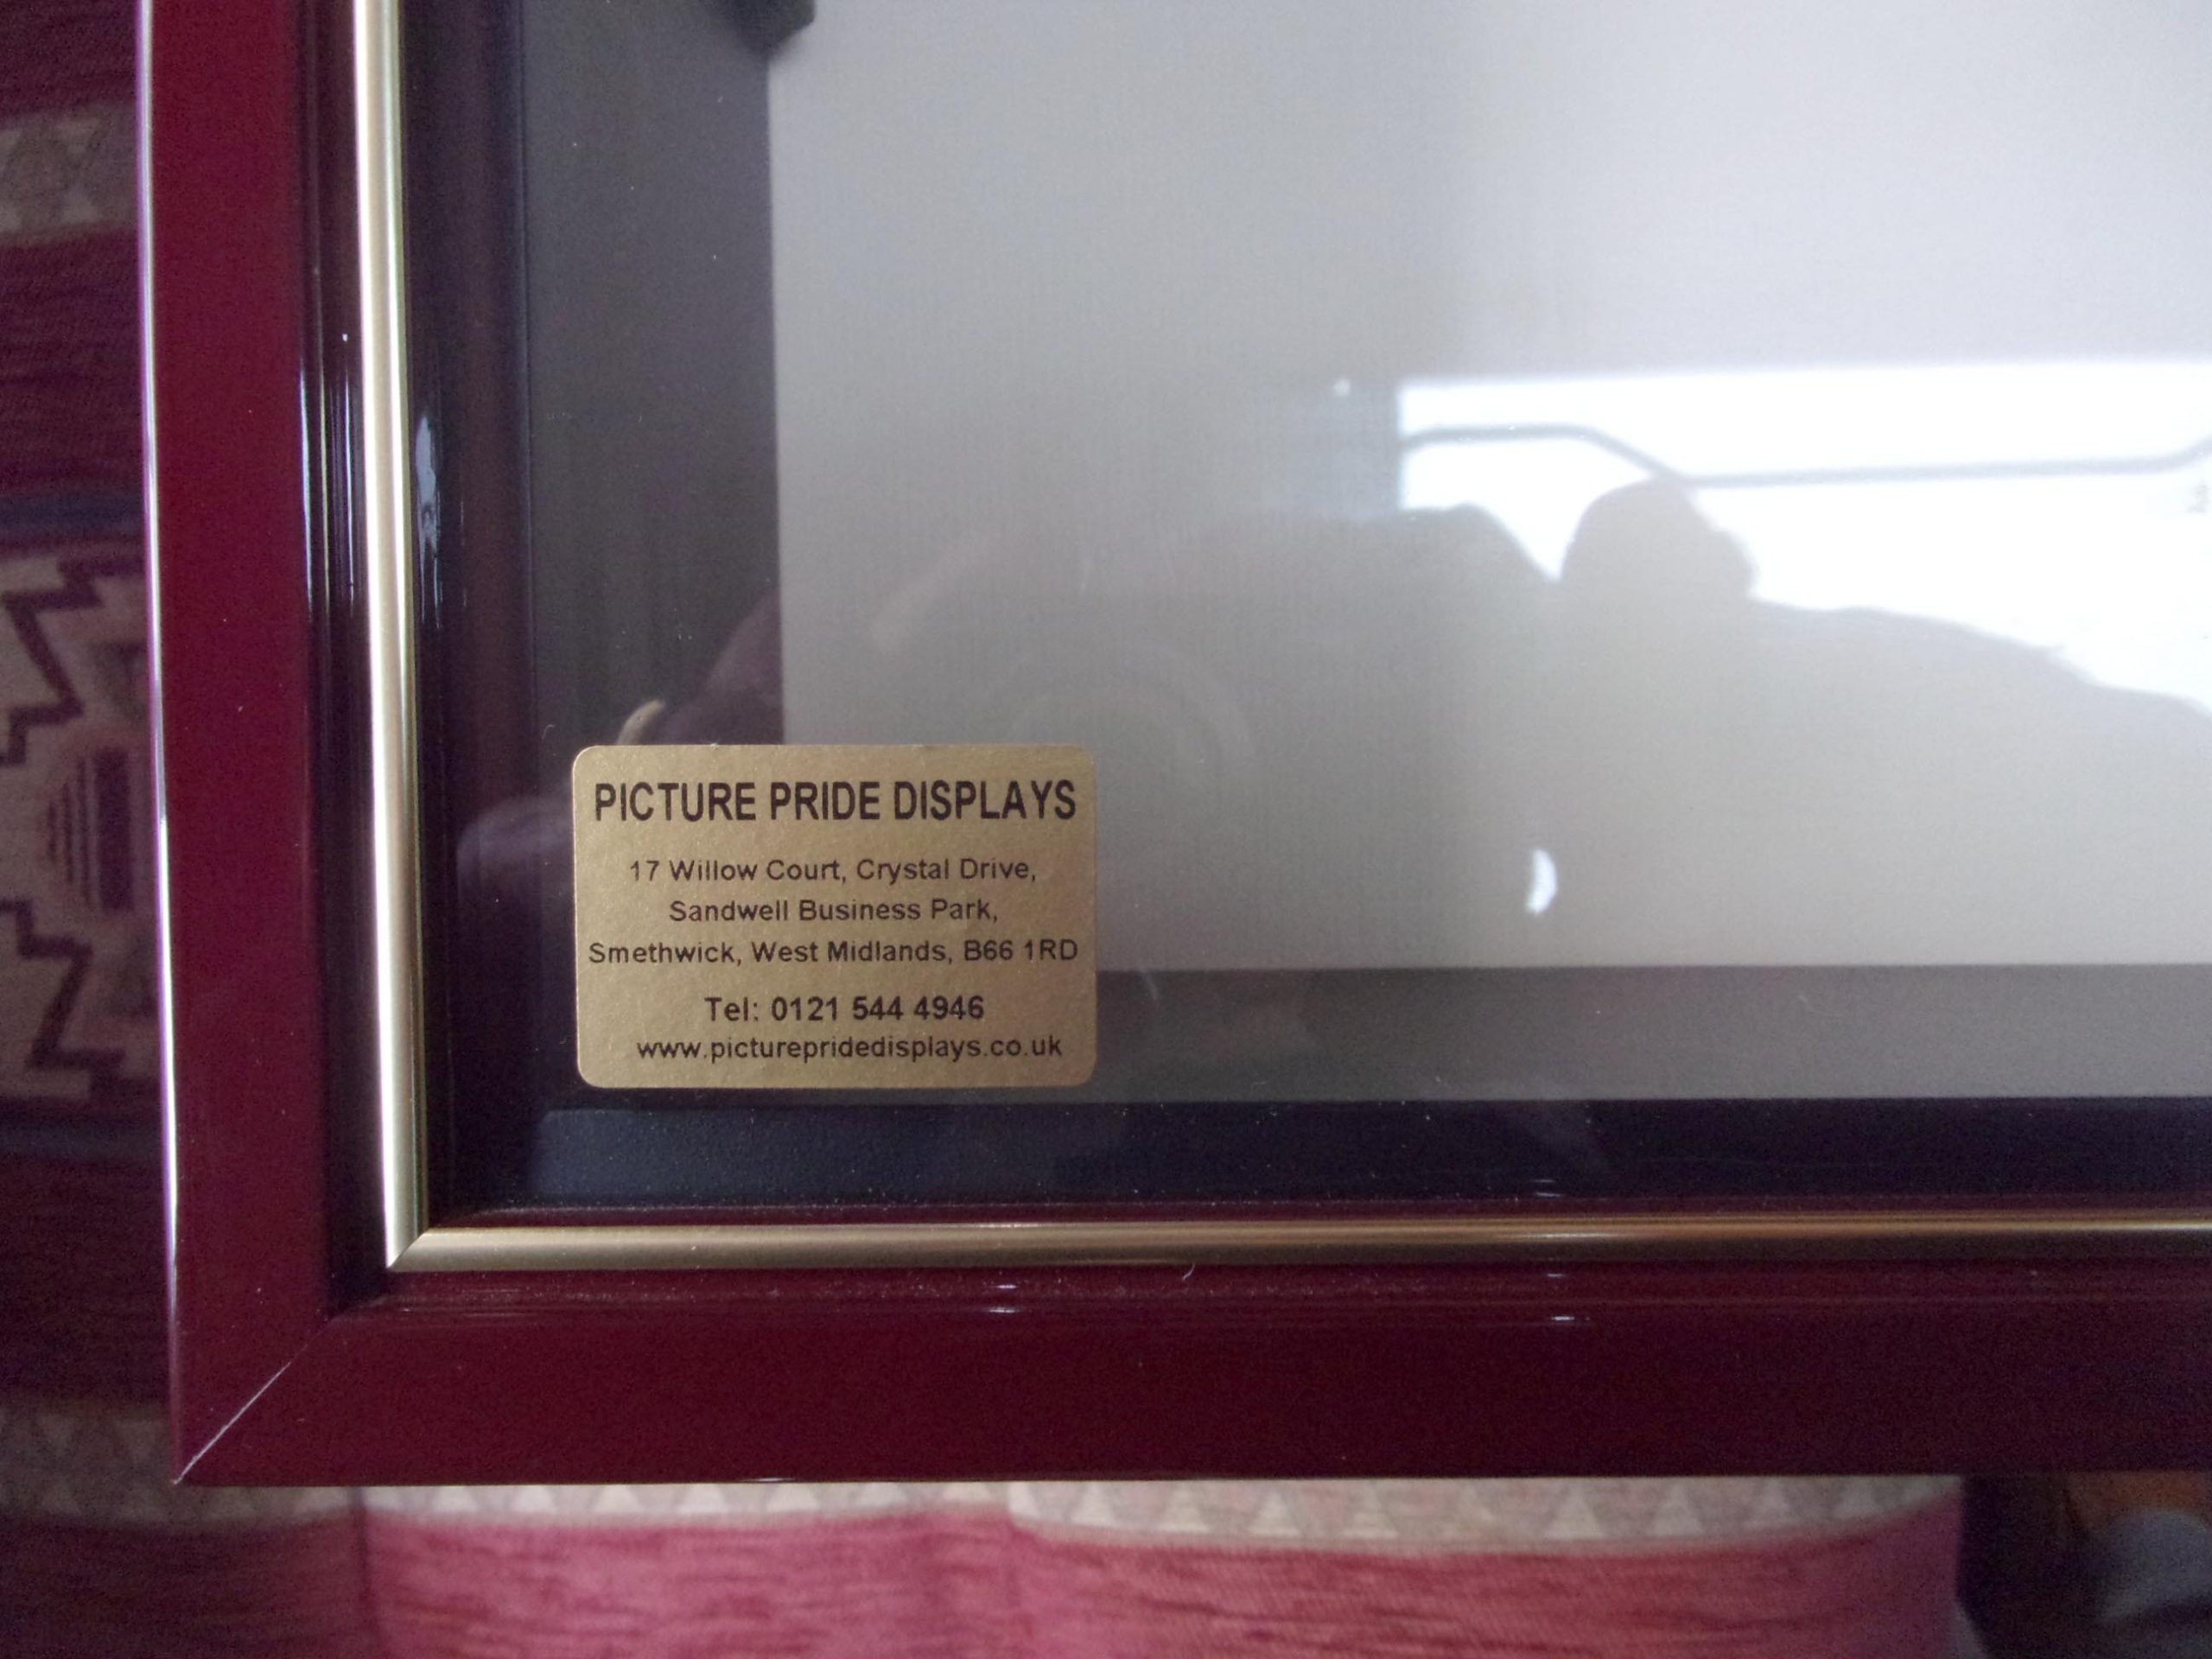 PICTURE PRIDE DISPLAYS
17 Willow Court, Crystal Drive,
Sandwell Business Park,
Smethwick, West Midlands, B66 1RD
Tel: 0121 544 4946
www.picturepridedisplays.co.uk